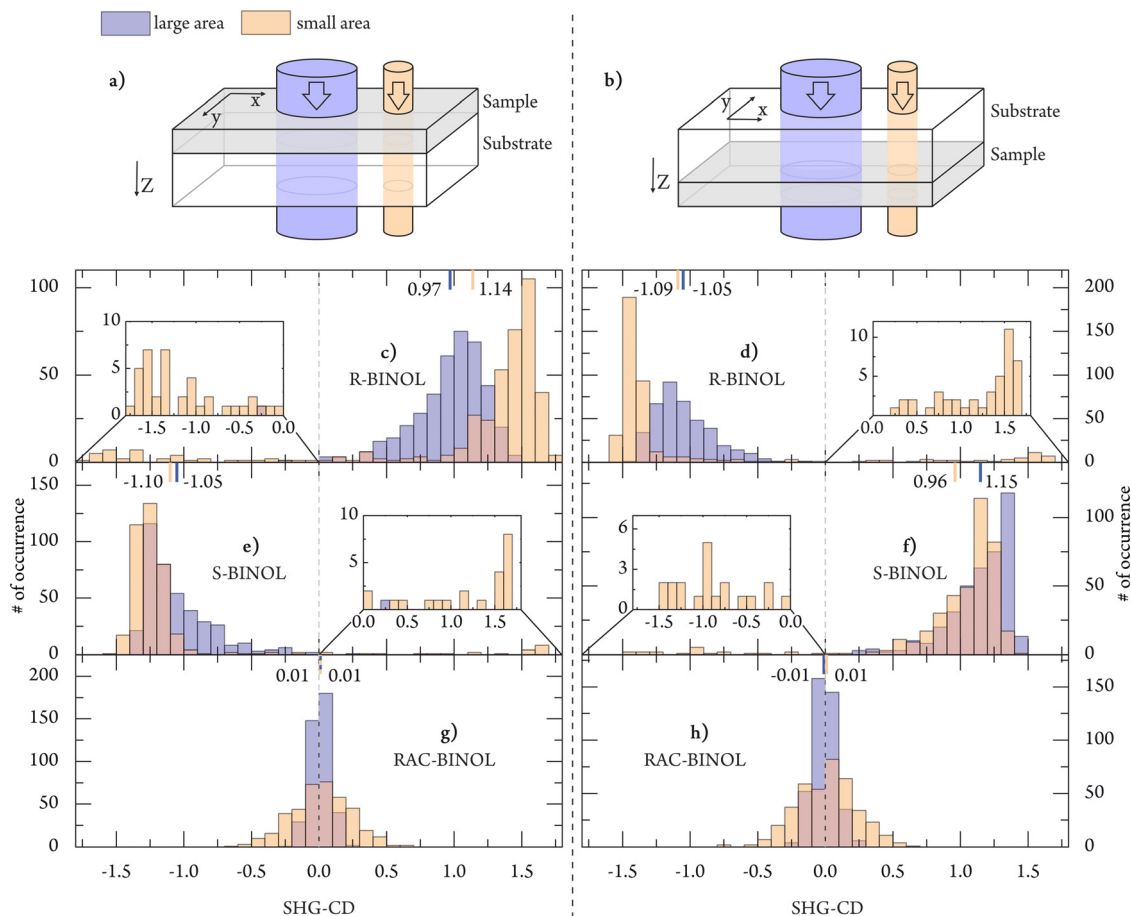 large area
small area
a)
x
y
Z
Sample
Substrate
b)
y
x
Z
Substrate
Sample
100
50
0
0.97
1.14
10
5
0
-1.5
-1.0
-0.5
0.0
c)
R-BINOL
-1.09
-1.05
d)
R-BINOL
10
5
0
0.0
0.5
1.0
1.5
200
150
100
50
0
# of occurrence
150
100
50
0
-1.10
-1.05
e)
S-BINOL
10
5
0
0.0
0.5
1.0
1.5
6
3
0
-1.5
-1.0
-0.5
0.0
0.96
1.15
f)
S-BINOL
150
100
50
0
# of occurrence
200
150
100
50
0
0.01
0.01
g)
RAC-BINOL
-0.01
0.01
h)
RAC-BINOL
150
100
50
0
-1.5
-1.0
-0.5
0.0
0.5
1.0
1.5
SHG-CD
-1.5
-1.0
-0.5
0.0
0.5
1.0
1.5
SHG-CD